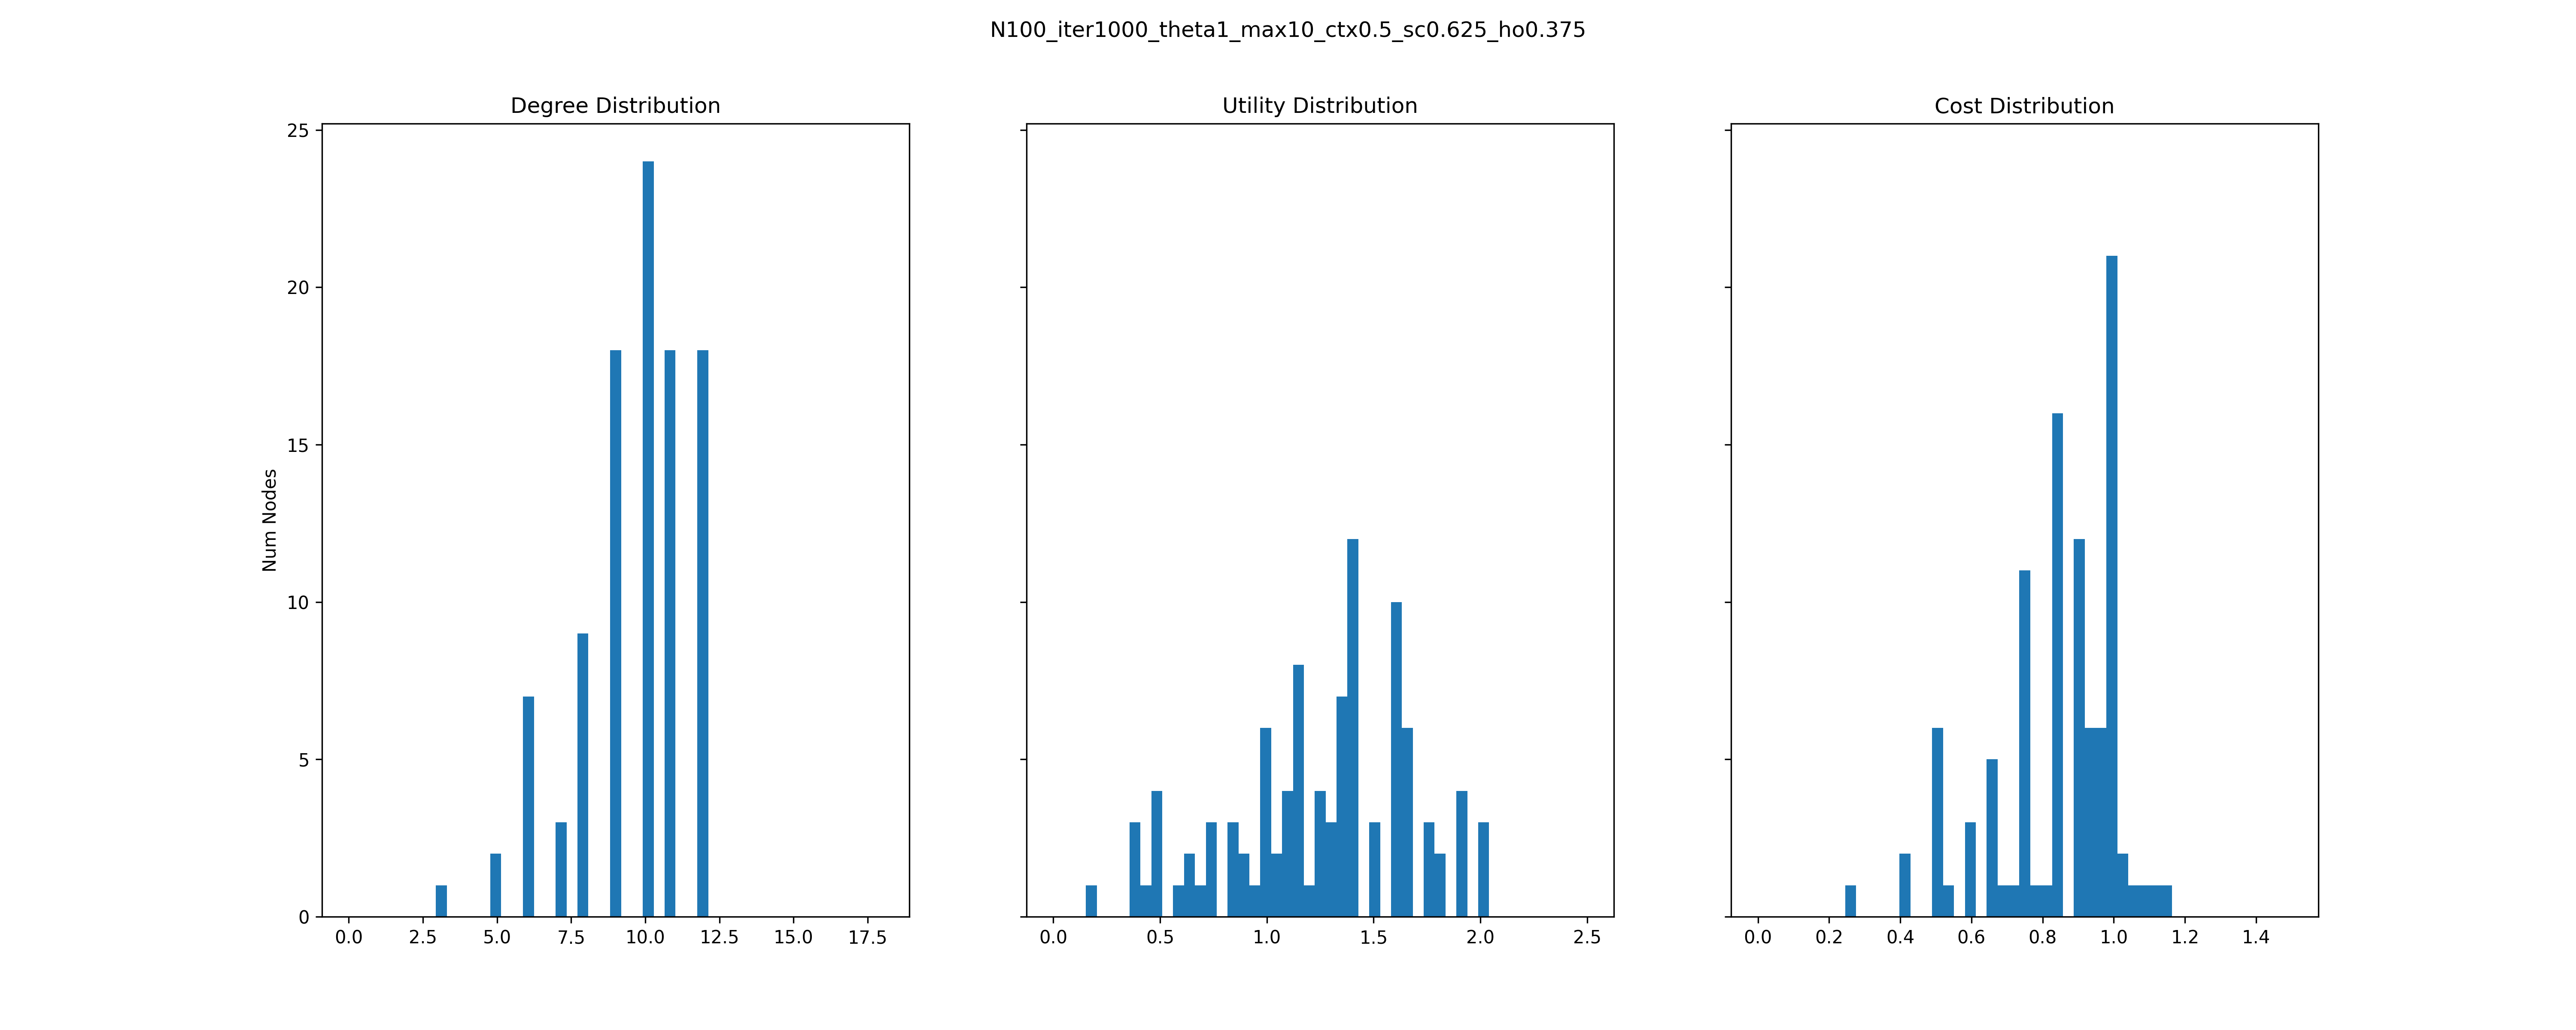 N100_iter1000_theta1_max10_ctx0.5_sc0.625_ho0.375
Degree Distribution
Utility Distribution
Cost Distribution
Num Nodes
25
20
15
10
5
0
0.0 2.5 5.0 7.5 10.0 12.5 15.0 17.5
0.0 0.5 1.0 1.5 2.0 2.5
0.0 0.2 0.4 0.6 0.8 1.0 1.2 1.4